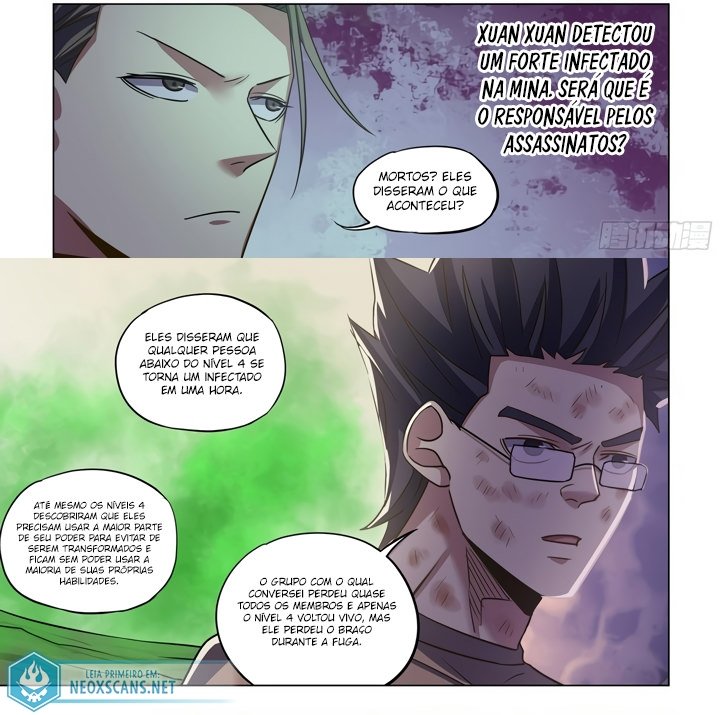 XUAN XUAN DETECTOU
UM FORTE INFECTADO
NA MINA. SERÁ QUE É
O RESPONSÁVEL PELOS
ASSASSINATOS?
MORTOS? ELES
DISSERAM O QUE
ACONTECEU?
腾讯动漫
ELES DISSERAM QUE
QUALQUER PESSOA
ABAIXO DO NÍVEL 4 SE
TORNA UM INFECTADO
EM UMA HORA.
ATÉ MESMO OS NÍVEIS 4
DESCOBRIRAM QUE ELES
PRECISAM USAR A MAIOR PARTE
DE SEU PODER PARA EVITAR DE
SEREM TRANSFORMADOS E
FICAM SEM PODER USAR A
MAIORIA DE SUAS PRÓPRIAS
HABILIDADES.
O GRUPO COM O QUAL
CONVERSEI PERDEU QUASE
TODOS OS MEMBROS E APENAS
O NÍVEL 4 VOLTOU VIVO, MAS
ELE PERDEU O BRAÇO
DURANTE A FUGA.
LEIA PRIMEIRO EM:
NEOXSCANS.NET